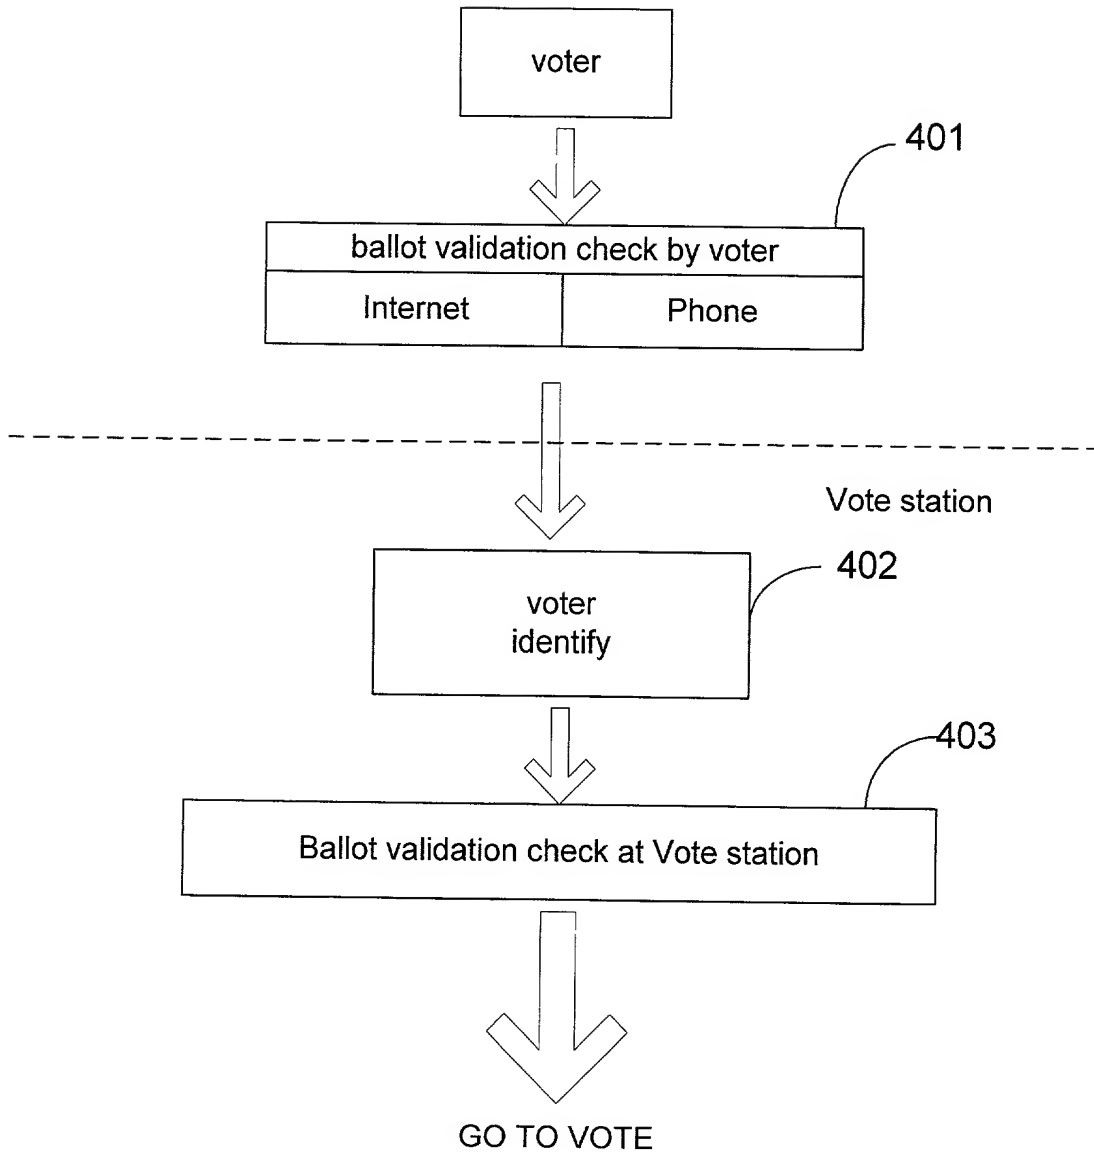 voter
401
ballot validation check by voter
Internet
Phone
Vote station
402
voter
identify
403
Ballot validation check at Vote station
GO TO VOTE